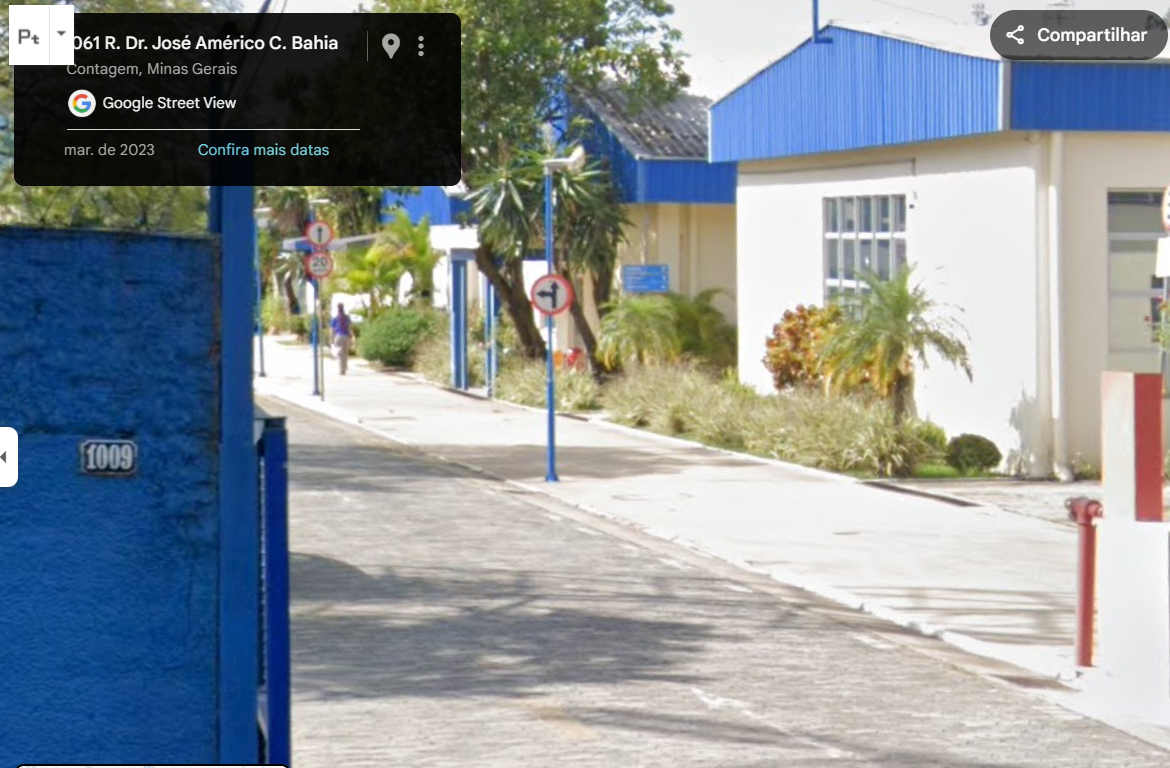 Pt
061 R. Dr. José Américo C. Bahia
Contagem, Minas Gerais
Google Street View
mar. de 2023
Confira mais datas
Compartilhar
20
1009